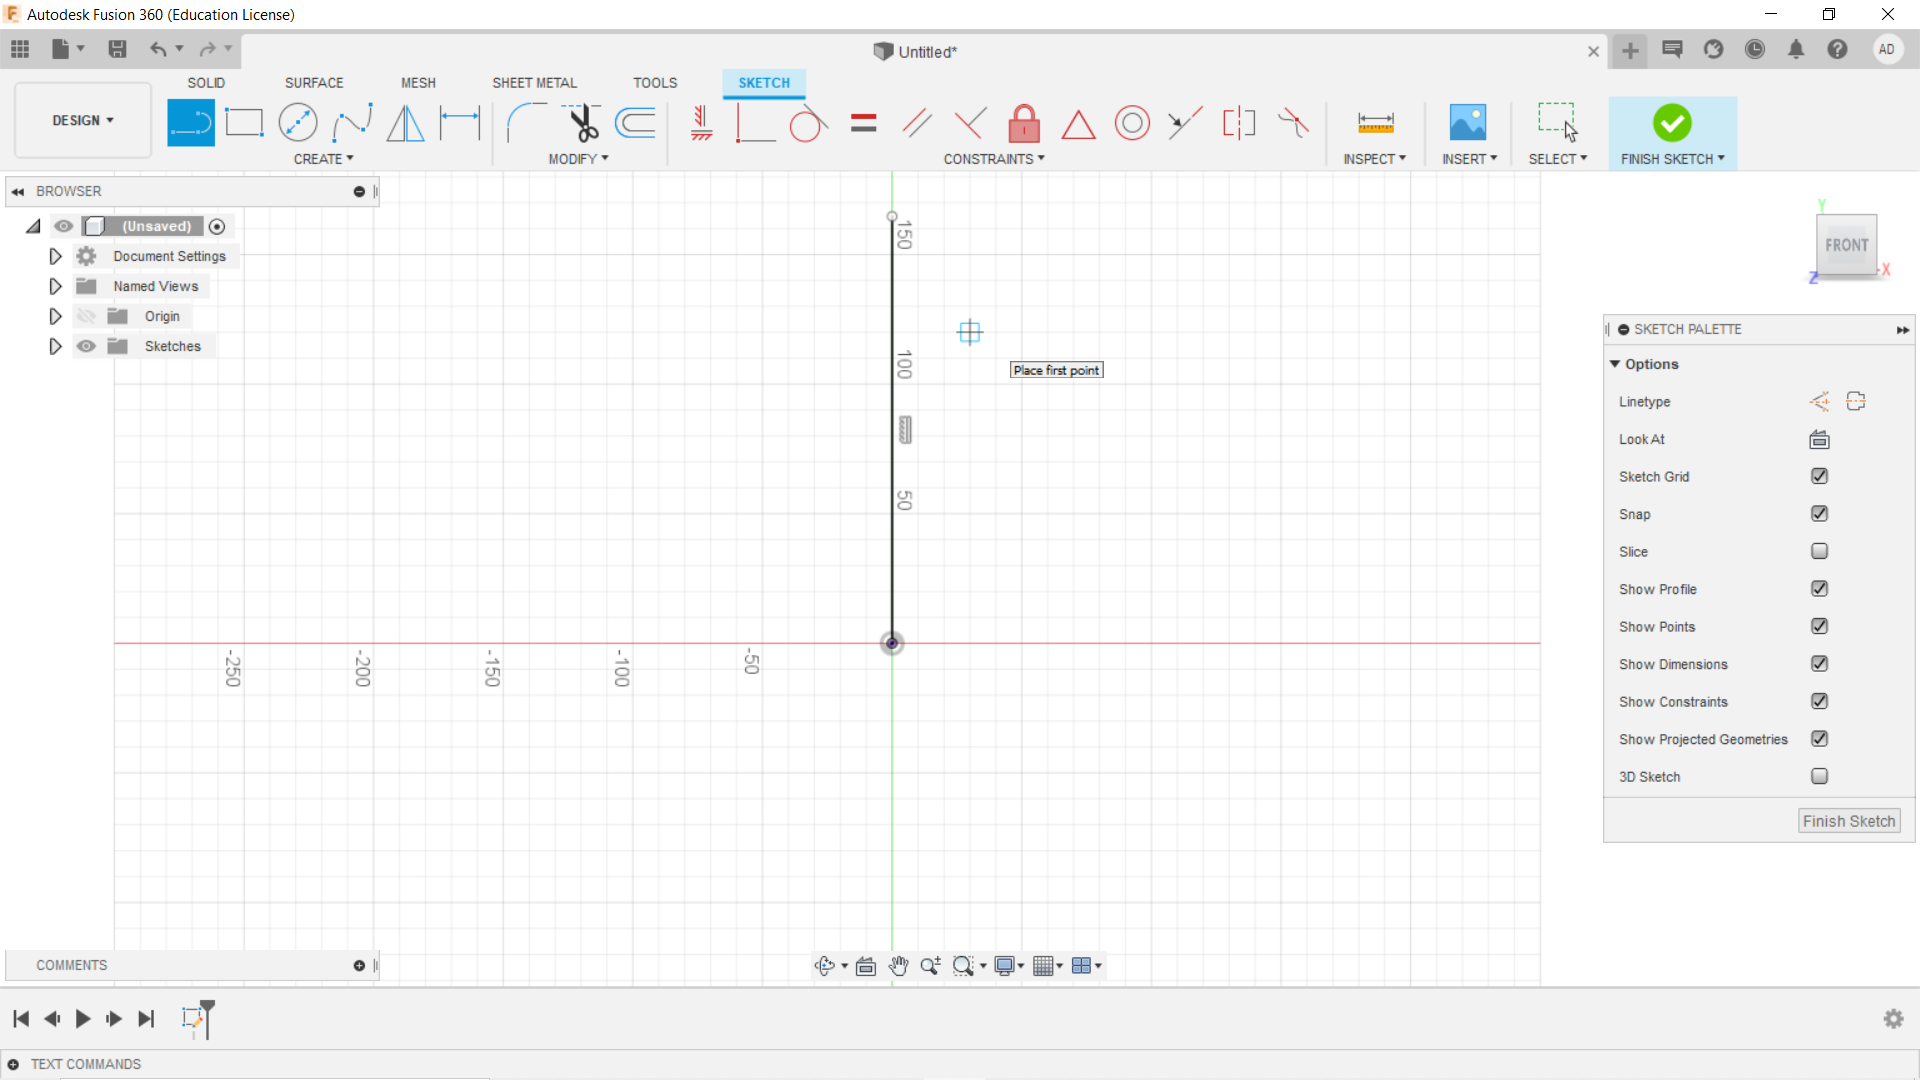 Autodesk Fusion 360 (Education License)
Untitled*
AD
DESIGN
SOLID
SURFACE
MESH
SHEET METAL
TOOLS
SKETCH
CREATE
MODIFY
CONSTRAINTS
INSPECT
INSERT
SELECT
FINISH SKETCH
BROWSER
(Unsaved)
Document Settings
Named Views
Origin
Sketches
150
100
50
Place first point
-250
-200
-150
-100
-50
Y
FRONT
Z
X
SKETCH PALETTE
Options
Linetype
Look At
Sketch Grid
Snap
Slice
Show Profile
Show Points
Show Dimensions
Show Constraints
Show Projected Geometries
3D Sketch
Finish Sketch
COMMENTS
TEXT COMMANDS